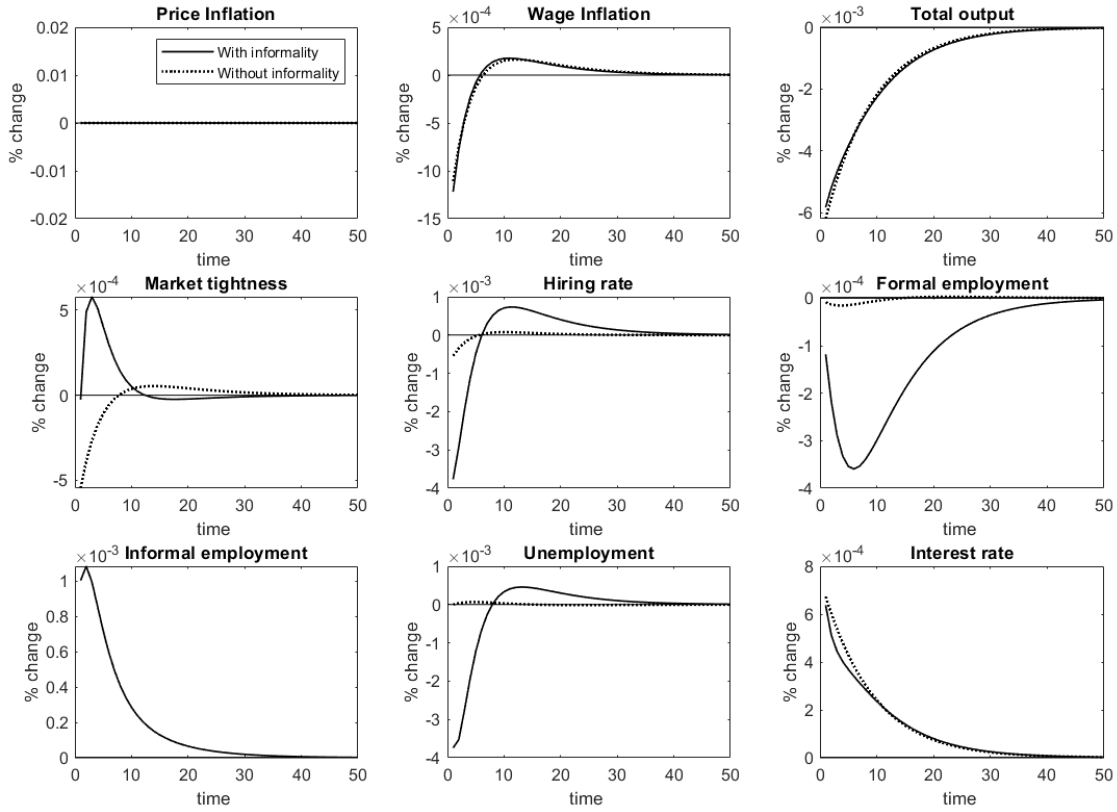 Price Inflation
0.02
0.01
0
-0.01
-0.02
% change
With informality
Without informality
0 10 20 30 40 50
time
Wage Inflation
×10⁻⁴
5
0
-5
-10
-15
% change
0 10 20 30 40 50
time
Total output
×10⁻³
0
-2
-4
-6
% change
0 10 20 30 40 50
time
Market tightness
×10⁻⁴
5
0
-5
% change
0 10 20 30 40 50
time
Hiring rate
×10⁻³
1
0
-1
-2
-3
-4
% change
0 10 20 30 40 50
time
Formal employment
×10⁻⁴
0
-1
-2
-3
-4
% change
0 10 20 30 40 50
time
Informal employment
×10⁻³
1
0.8
0.6
0.4
0.2
0
% change
0 10 20 30 40 50
time
Unemployment
×10⁻³
1
0
-1
-2
-3
-4
% change
0 10 20 30 40 50
time
Interest rate
×10⁻⁴
8
6
4
2
0
% change
0 10 20 30 40 50
time